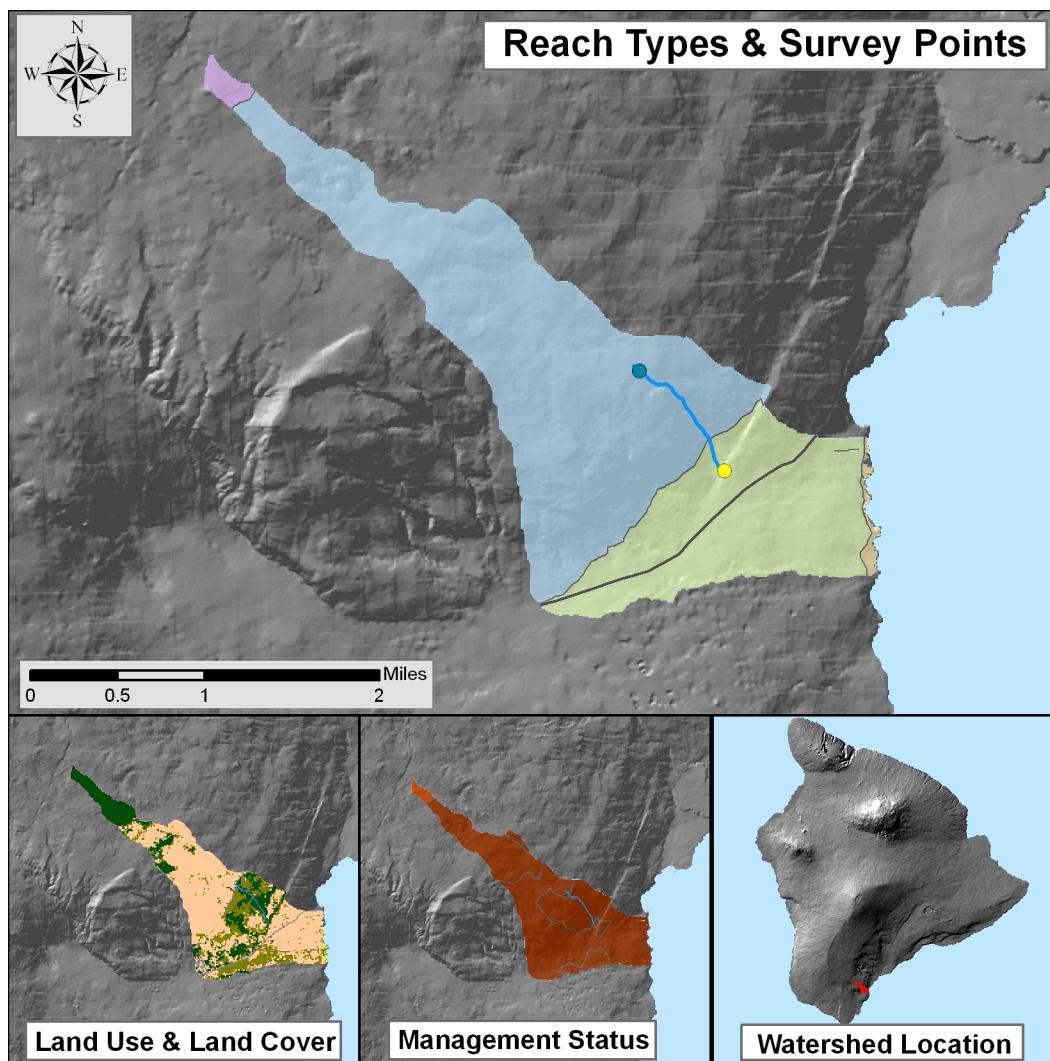 Reach Types & Survey Points
N
W E
S
Miles
0 0.5 1 2
Land Use & Land Cover
Management Status
Watershed Location